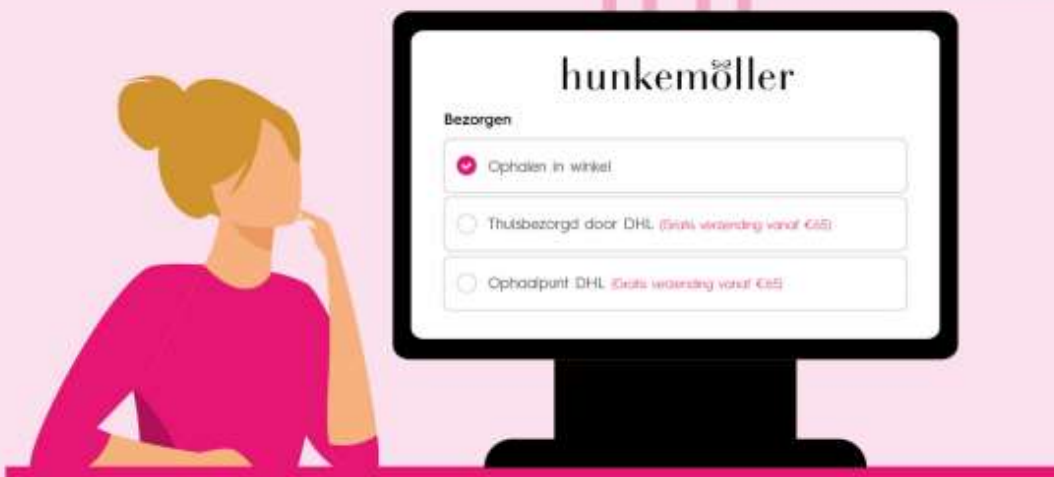 hunkemöller
Bezorgen
Ophalen in winkel
Thuisbezorgd door DHL (Gratis verzending vanaf €65)
Ophaalpunt DHL (Gratis verzending vanaf €65)